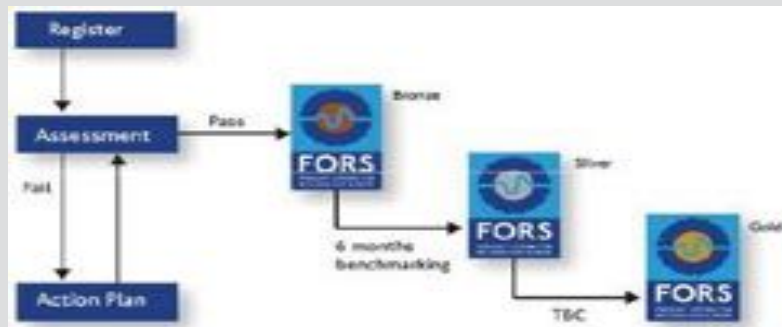 Register
Assessment
Pass
Bronze
FORS
Fail
Silver
FORS
6 months
benchmarking
Gold
FORS
Action Plan
TBC